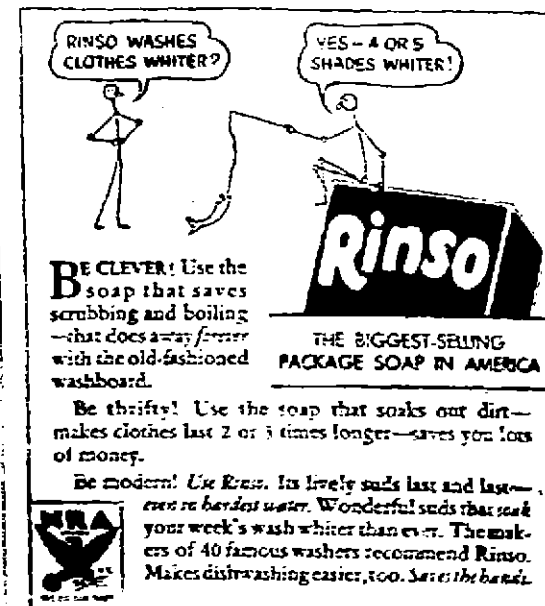 RINSO WASHES
CLOTHES WHITER?
YES – 4 OR 5
SHADES WHITER!
Rinso
THE BIGGEST-SELLING
PACKAGE SOAP IN AMERICA
BE CLEVER! Use the
soap that saves
scrubbing and boiling
—that does away forever
with the old-fashioned
washboard.
Be thrifty! Use the soap that soaks out dirt—
makes clothes last 2 or 3 times longer—saves you lots
of money.
Be modern! Use Rinso. Its lively suds last and last—
even in hardest water. Wonderful suds that soak
your week's wash whiter than ever. The mak-
ers of 40 famous washers recommend Rinso.
Makes dishwashing easier, too. Saves the hands.
NRA